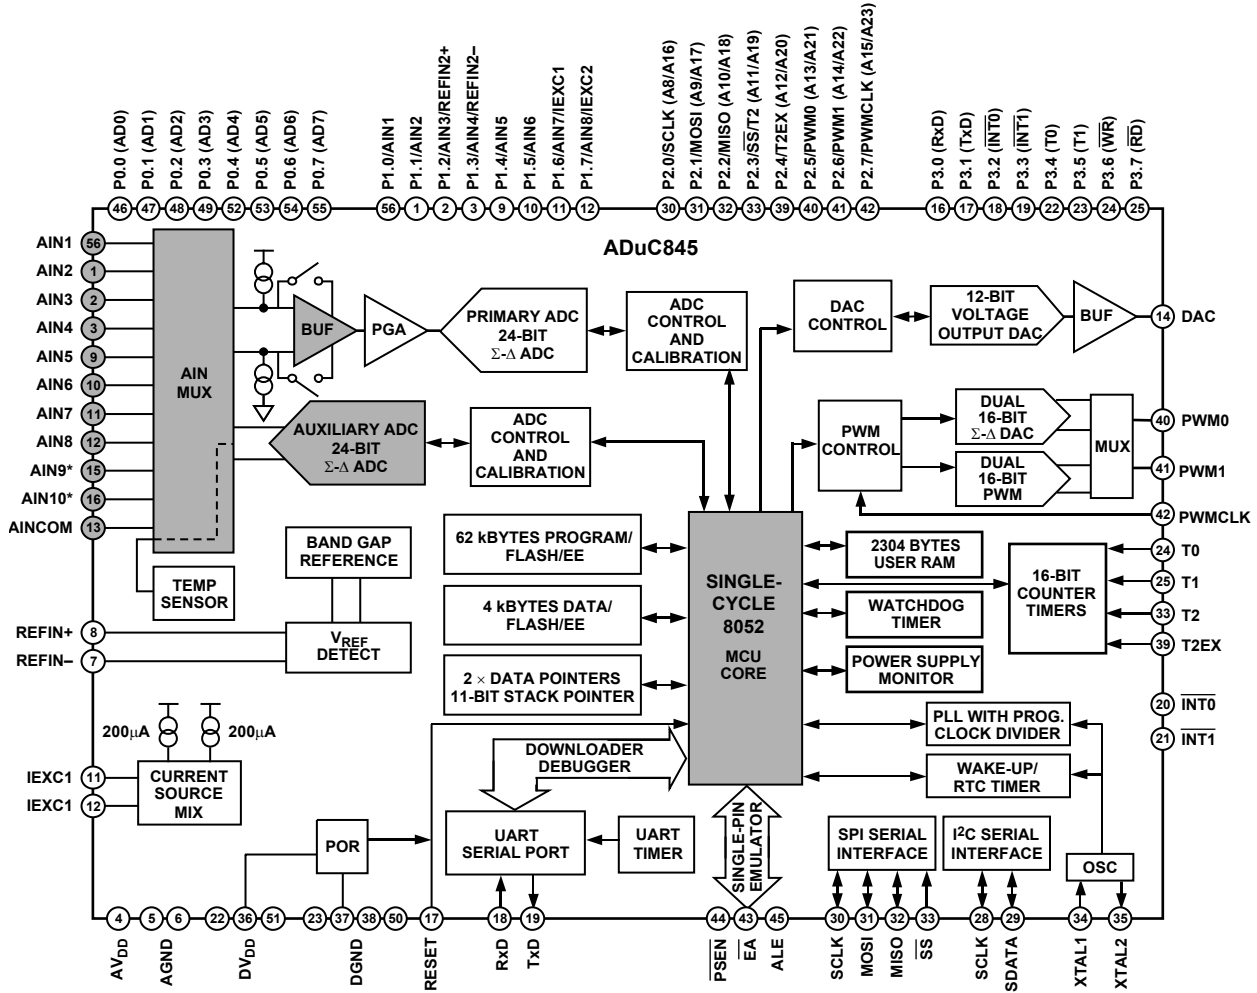 P0.0 (AD0)
P0.1 (AD1)
P0.2 (AD2)
P0.3 (AD3)
P0.4 (AD4)
P0.5 (AD5)
P0.6 (AD6)
P0.7 (AD7)
P1.0/AIN1
P1.1/AIN2
P1.2/AIN3/REFIN2+
P1.3/AIN4/REFIN2–
P1.4/AIN5
P1.5/AIN6
P1.6/AIN7/IEXC1
P1.7/AIN8/IEXC2
P2.0/SCLK (A8/A16)
P2.1/MOSI (A9/A17)
P2.2/MISO (A10/A18)
P2.3/S̅S̅/T2 (A11/A19)
P2.4/T2EX (A12/A20)
P2.5/PWM0 (A13/A21)
P2.6/PWM1 (A14/A22)
P2.7/PWMCLK (A15/A23)
P3.0 (RxD)
P3.1 (TxD)
P3.2 (I̅N̅T̅0̅)
P3.3 (I̅N̅T̅1̅)
P3.4 (T0)
P3.5 (T1)
P3.6 (W̅R̅)
P3.7 (R̅D̅)
46 47 48 49 52 53 54 55 56 1 2 3 9 10 11 12 30 31 32 33 39 40 41 42 16 17 18 19 22 23 24 25
ADuC845
AIN1 56
AIN2 1
AIN3 2
AIN4 3
AIN5 9
AIN6 10
AIN7 11
AIN8 12
AIN9* 15
AIN10* 16
AINCOM 13
AIN
MUX
BUF
PGA
PRIMARY ADC
24-BIT
Σ-Δ ADC
ADC
CONTROL
AND
CALIBRATION
DAC
CONTROL
12-BIT
VOLTAGE
OUTPUT DAC
BUF
14 DAC
AUXILIARY ADC
24-BIT
Σ-Δ ADC
ADC
CONTROL
AND
CALIBRATION
PWM
CONTROL
DUAL
16-BIT
Σ-Δ DAC
DUAL
16-BIT
PWM
MUX
40 PWM0
41 PWM1
42 PWMCLK
TEMP
SENSOR
BAND GAP
REFERENCE
VREF
DETECT
REFIN+ 8
REFIN– 7
62 kBYTES PROGRAM/
FLASH/EE
4 kBYTES DATA/
FLASH/EE
2 × DATA POINTERS
11-BIT STACK POINTER
SINGLE-
CYCLE
8052
MCU
CORE
2304 BYTES
USER RAM
WATCHDOG
TIMER
POWER SUPPLY
MONITOR
16-BIT
COUNTER
TIMERS
24 T0
25 T1
33 T2
39 T2EX
20 I̅N̅T̅0̅
21 I̅N̅T̅1̅
PLL WITH PROG.
CLOCK DIVIDER
WAKE-UP/
RTC TIMER
200μA
200μA
IEXC1 11
IEXC1 12
CURRENT
SOURCE
MIX
DOWNLOADER
DEBUGGER
POR
UART
SERIAL PORT
UART
TIMER
SINGLE-PIN
EMULATOR
SPI SERIAL
INTERFACE
I2C SERIAL
INTERFACE
OSC
4 5 6 22 36 51 23 37 38 50 17 18 19 44 43 45 30 31 32 33 28 29 34 35
AVDD
AGND
DVDD
DGND
RESET
RxD
TxD
P̅S̅E̅N̅
E̅A̅
ALE
SCLK
MOSI
MISO
S̅S̅
SCLK
SDATA
XTAL1
XTAL2